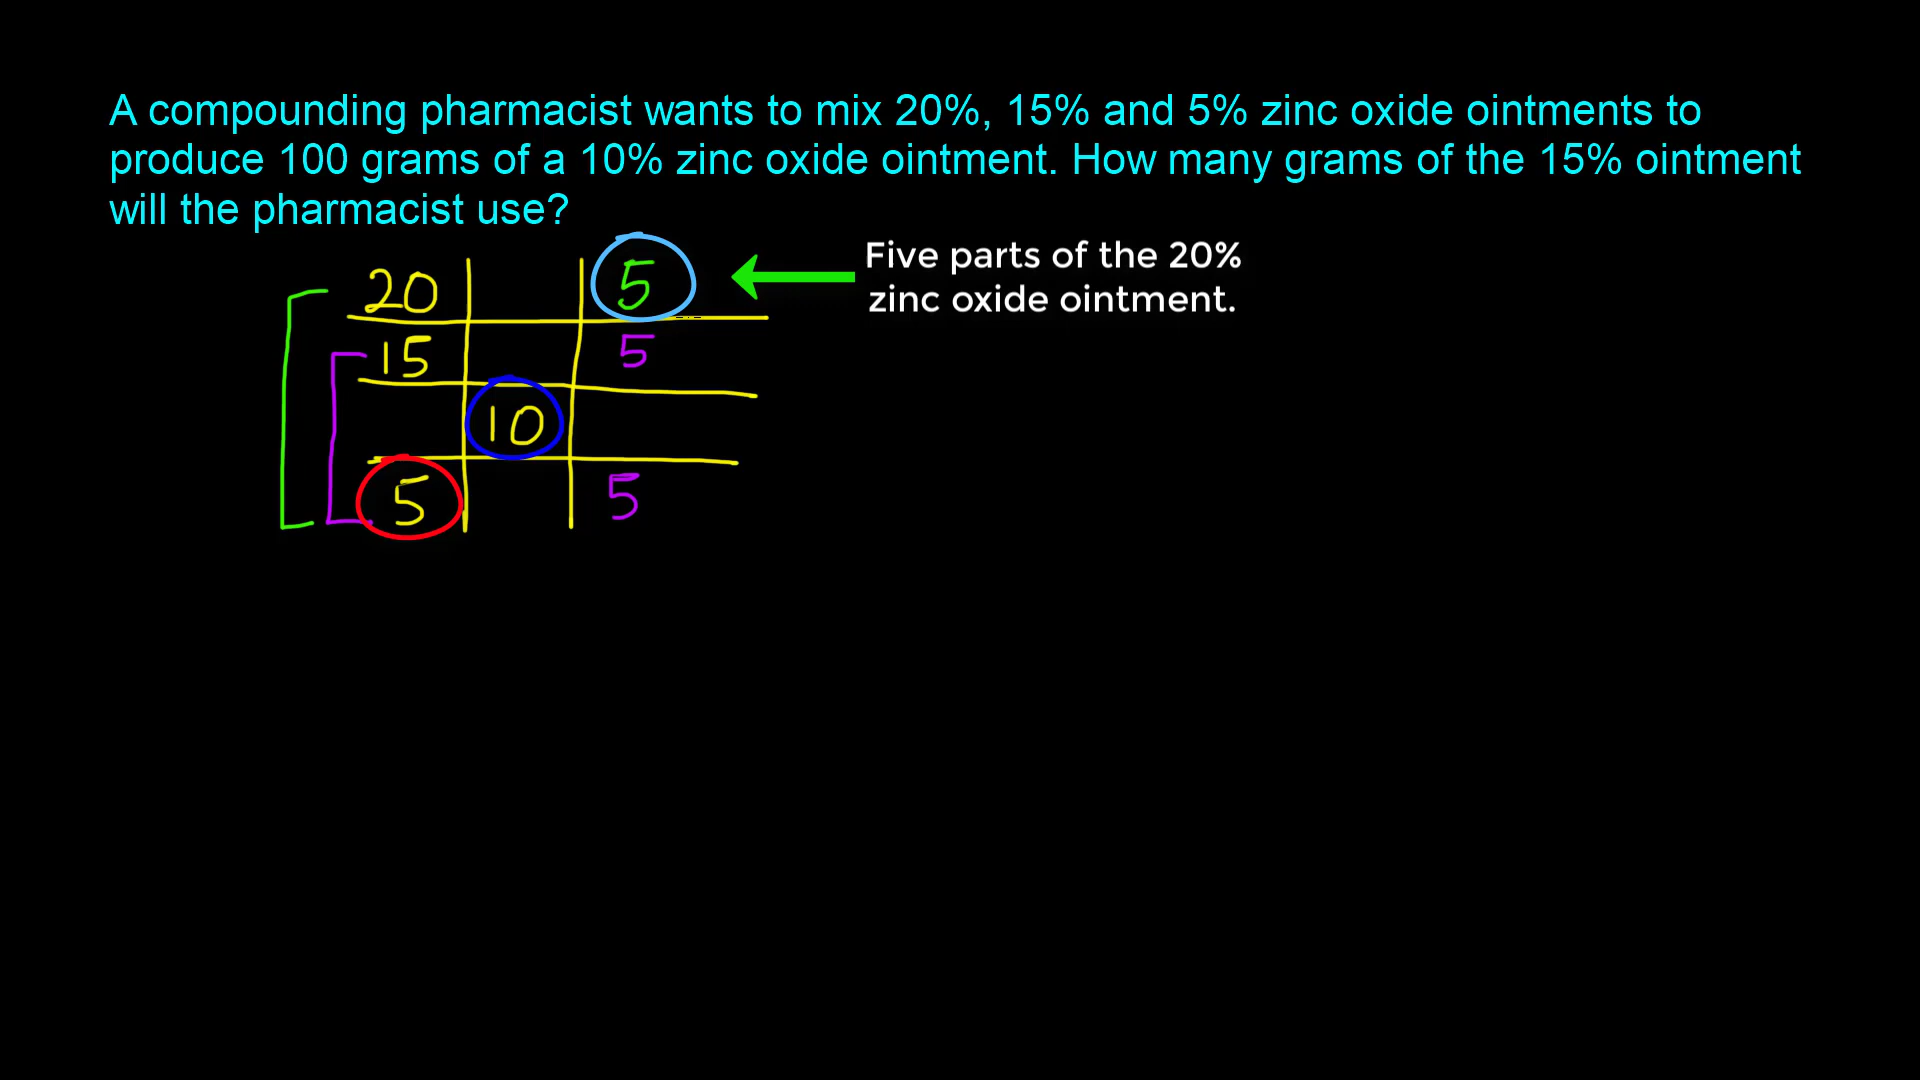 A compounding pharmacist wants to mix 20%, 15% and 5% zinc oxide ointments to
produce 100 grams of a 10% zinc oxide ointment. How many grams of the 15% ointment
will the pharmacist use?
20 5
Five parts of the 20%
zinc oxide ointment.
15 5
10
5 5